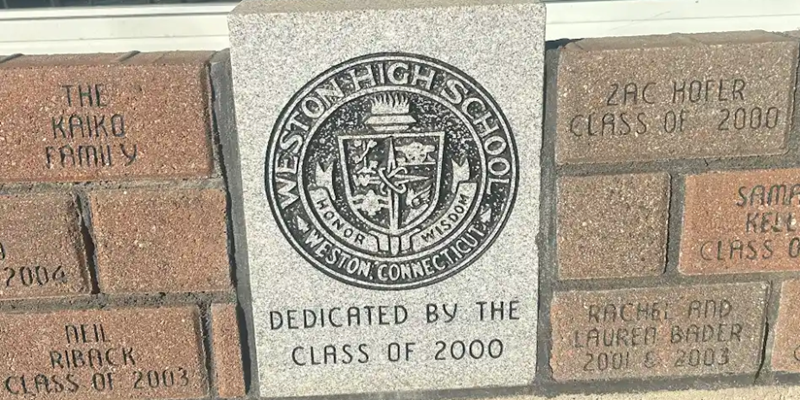 THE
KAIKO
FAMILY
2004
NEIL
RIBACK
CLASS OF 2003
WESTON HIGH SCHOOL
HONOR WISDOM
WESTON, CONNECTICUT
DEDICATED BY THE
CLASS OF 2000
ZAC HOFER
CLASS OF 2000
CLASS O
RACHEL AND
LAUREN BADER
2001 & 2003